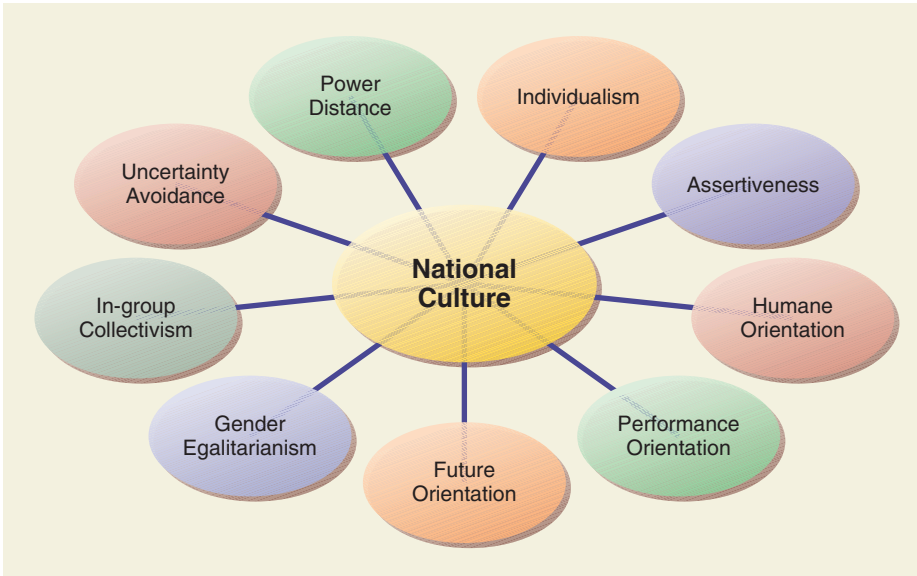 Power
Distance
Individualism
Uncertainty
Avoidance
Assertiveness
National
Culture
In-group
Collectivism
Humane
Orientation
Gender
Egalitarianism
Performance
Orientation
Future
Orientation